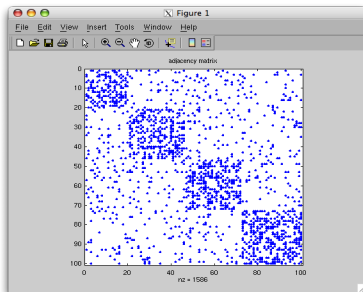 Figure 1
File Edit View Insert Tools Window Help
adjacency matrix
0
10
20
30
40
50
60
70
80
90
100
0 20 40 60 80 100
nz = 1586